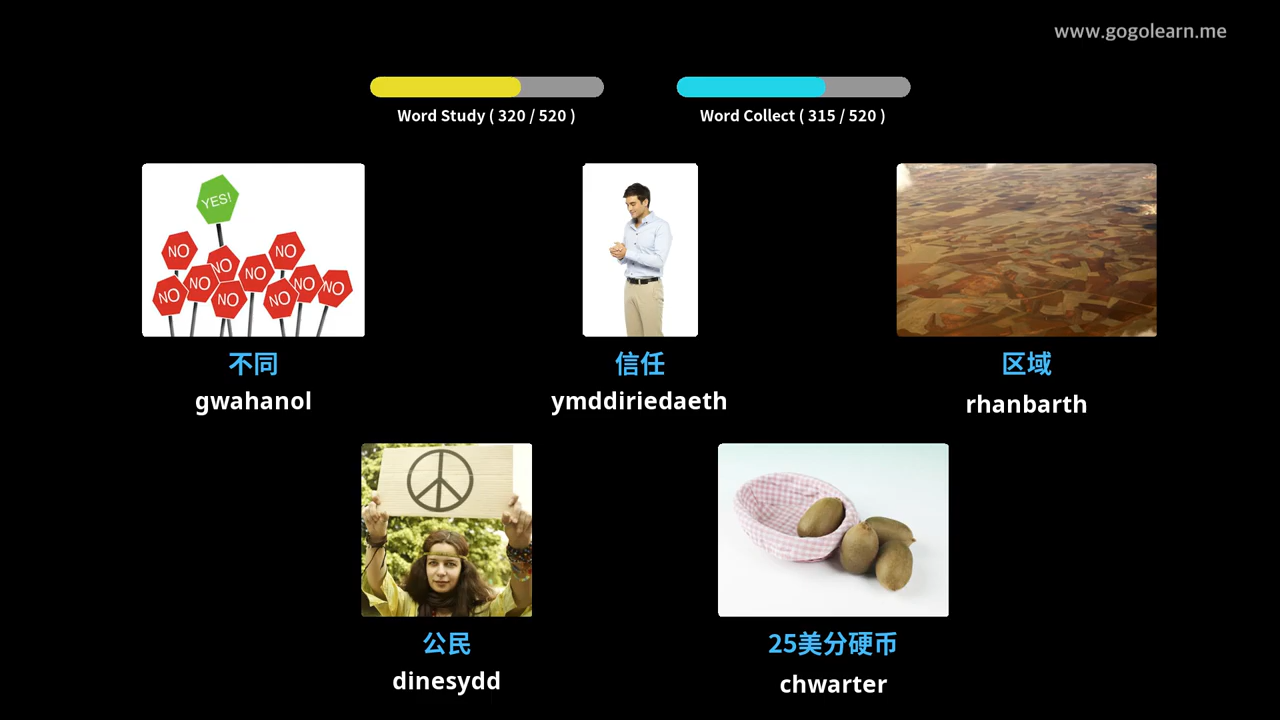 www.gogolearn.me
Word Study ( 320 / 520 )
Word Collect ( 315 / 520 )
YES!
NO
NO
NO
NO
NO
NO
NO
NO
NO
NO
不同
gwahanol
信任
ymddiriedaeth
区域
rhanbarth
公民
dinesydd
25美分硬币
chwarter